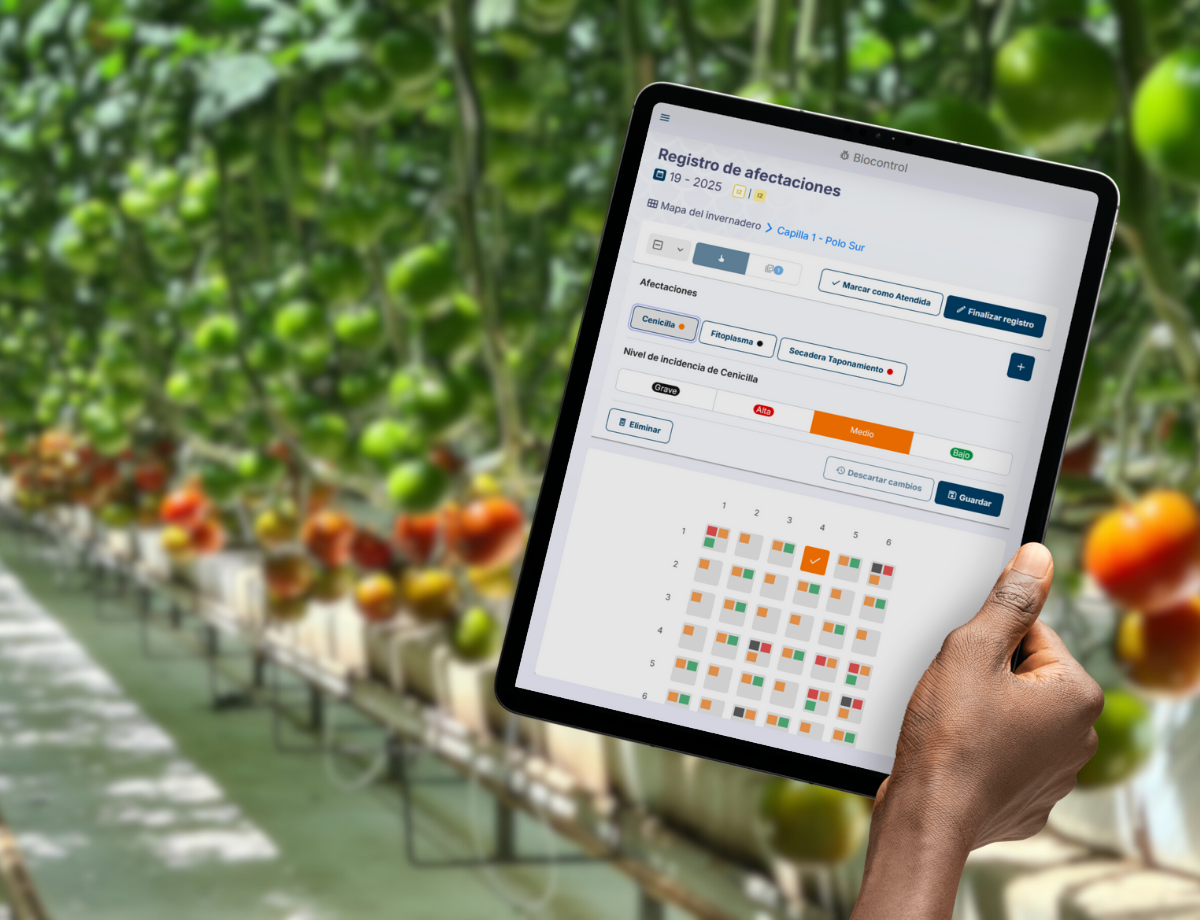 Biocontrol
Registro de afectaciones
19 - 2025 | 
Mapa del invernadero > Capilla 1 - Polo Sur
1
Marcar como Atendida
Finalizar registro
Afectaciones
Cenicilla
Fitoplasma
Secadera Taponamiento
+
Nivel de incidencia de Cenicilla
Grave
Alta
Medio
Bajo
Eliminar
Descartar cambios
Guardar
1 2 3 4 5 6
1
2
3
4
5
6